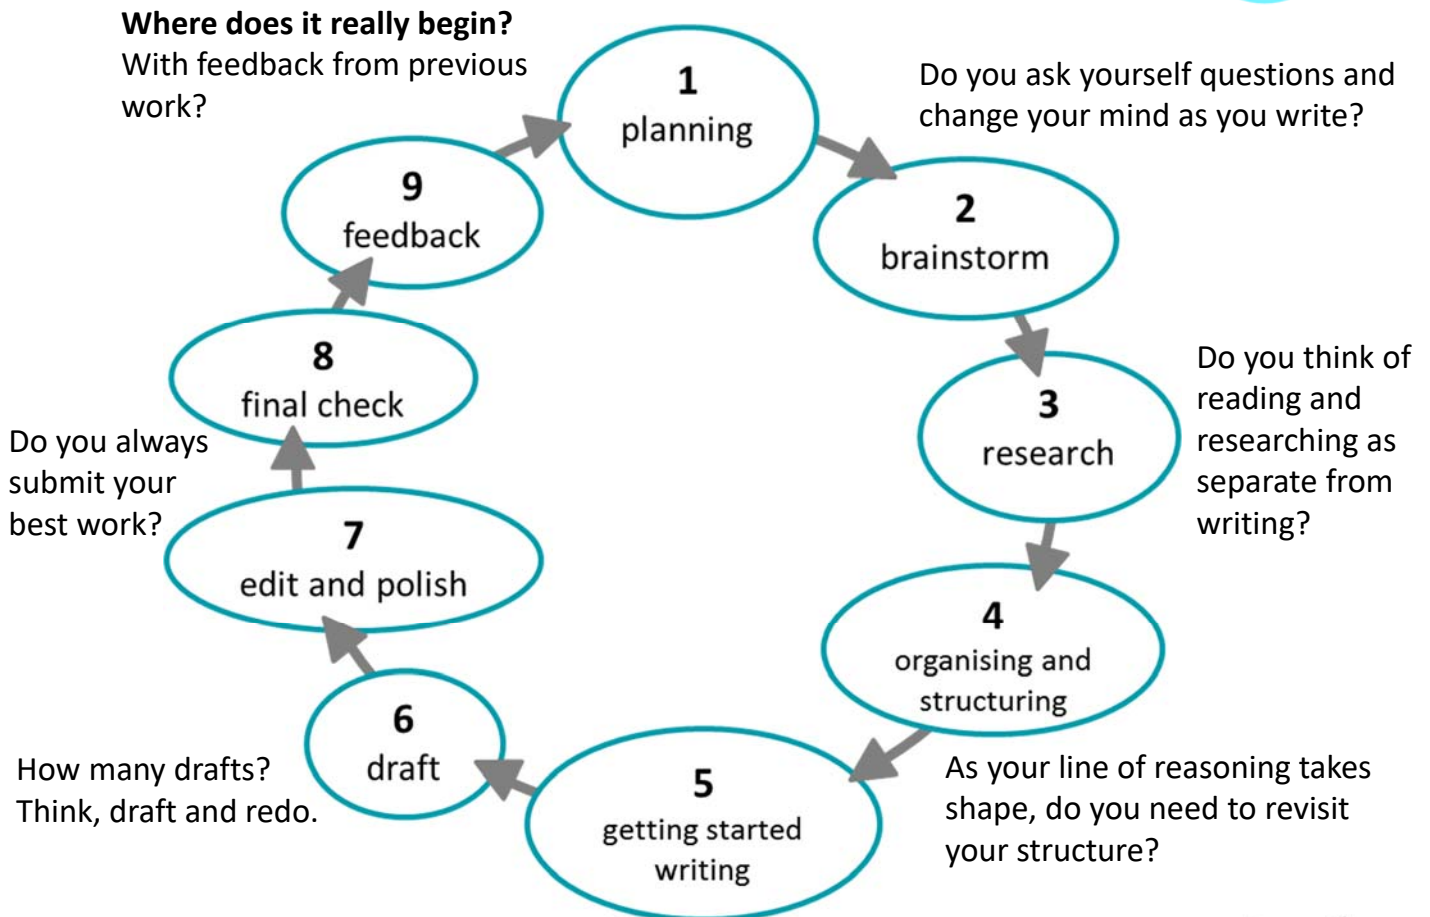 Where does it really begin?
With feedback from previous
work?
1
planning
Do you ask yourself questions and
change your mind as you write?
2
brainstorm
3
research
Do you think of
reading and
researching as
separate from
writing?
4
organising and
structuring
As your line of reasoning takes
shape, do you need to revisit
your structure?
5
getting started
writing
6
draft
How many drafts?
Think, draft and redo.
7
edit and polish
Do you always
submit your
best work?
8
final check
9
feedback